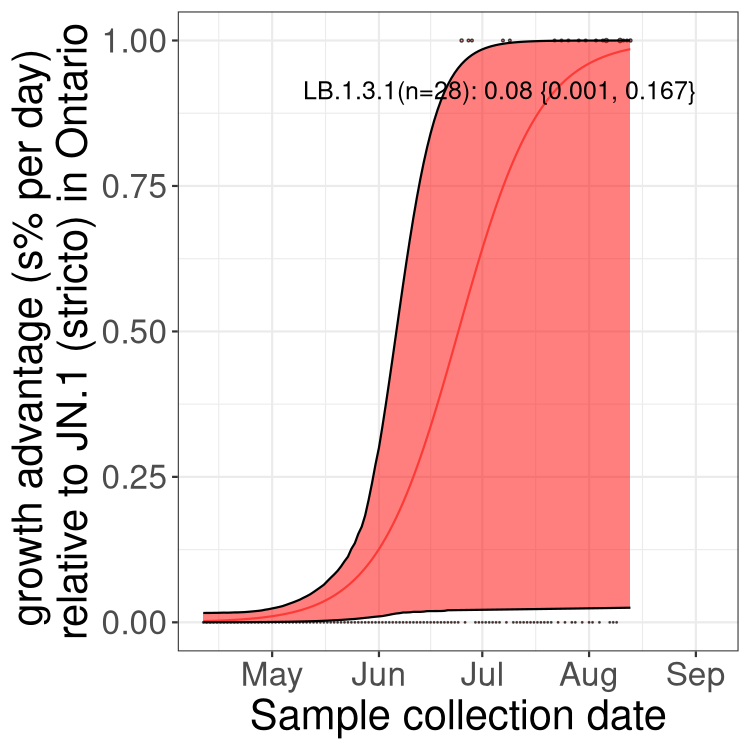 growth advantage (s% per day)
relative to JN.1 (stricto) in Ontario
1.00
0.75
0.50
0.25
0.00
LB.1.3.1(n=28): 0.08 {0.001, 0.167}
May Jun Jul Aug Sep
Sample collection date